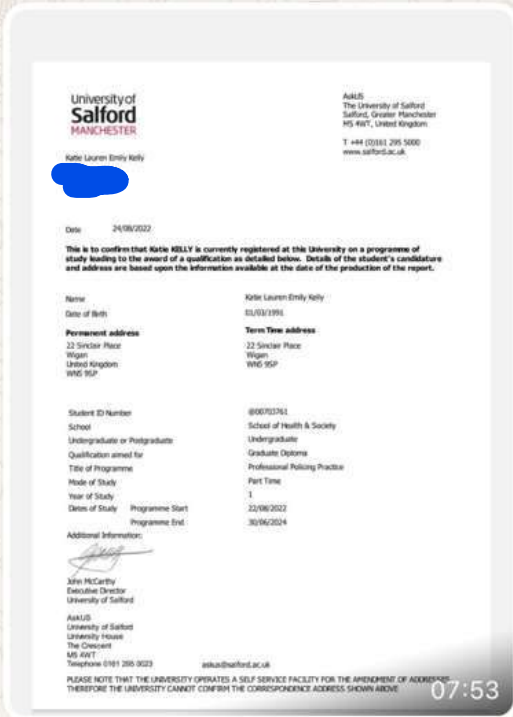 University of
Salford
MANCHESTER
AskUS
The University of Salford
Salford, Greater Manchester
M5 4WT, United Kingdom
T +44 (0)161 295 5000
www.salford.ac.uk
Katie Lauren Emily Kelly
Date 24/08/2022
This is to confirm that Katie KELLY is currently registered at this University on a programme of
study leading to the award of a qualification as detailed below. Details of the student's candidature
and address are based upon the information available at the date of the production of the report.
Name Katie Lauren Emily Kelly
Date of Birth 01/03/1991
Permanent address Term Time address
22 Sinclair Place 22 Sinclair Place
Wigan Wigan
United Kingdom WN5 9SP
WN5 9SP
Student ID Number @00703761
School School of Health & Society
Undergraduate or Postgraduate Undergraduate
Qualification aimed for Graduate Diploma
Title of Programme Professional Policing Practice
Mode of Study Part Time
Year of Study 1
Dates of Study Programme Start 22/08/2022
Programme End 30/06/2024
Additional Information:
John McCarthy
Executive Director
University of Salford
AskUS
University of Salford
University House
The Crescent
M5 4WT
Telephone 0161 295 0023 askus@salford.ac.uk
PLEASE NOTE THAT THE UNIVERSITY OPERATES A SELF SERVICE FACILITY FOR THE AMENDMENT OF ADDRESSES
THEREFORE THE UNIVERSITY CANNOT CONFIRM THE CORRESPONDENCE ADDRESS SHOWN ABOVE
07:53